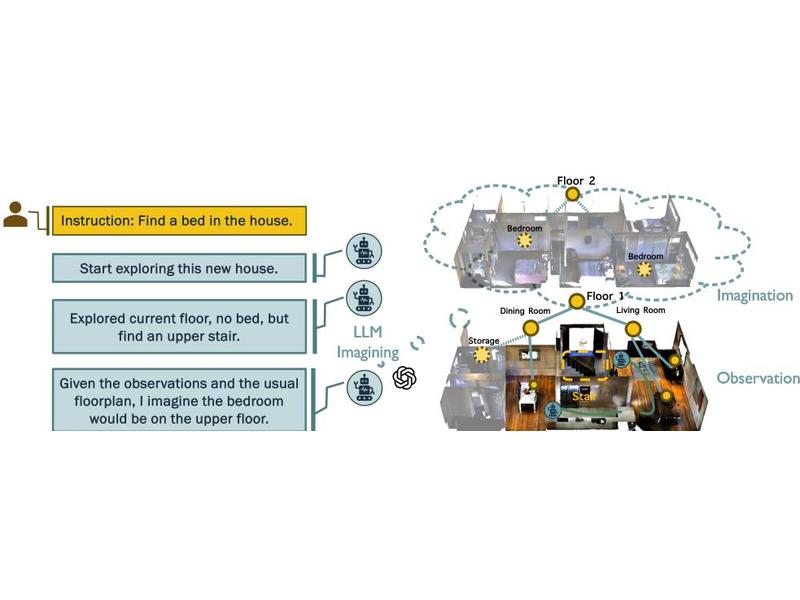 Instruction: Find a bed in the house.
Start exploring this new house.
Explored current floor, no bed, but
find an upper stair.
LLM
Imagining
Given the observations and the usual
floorplan, I imagine the bedroom
would be on the upper floor.
Floor 2
Bedroom
Bedroom
Imagination
Floor 1
Dining Room
Living Room
Storage
Stair
Observation